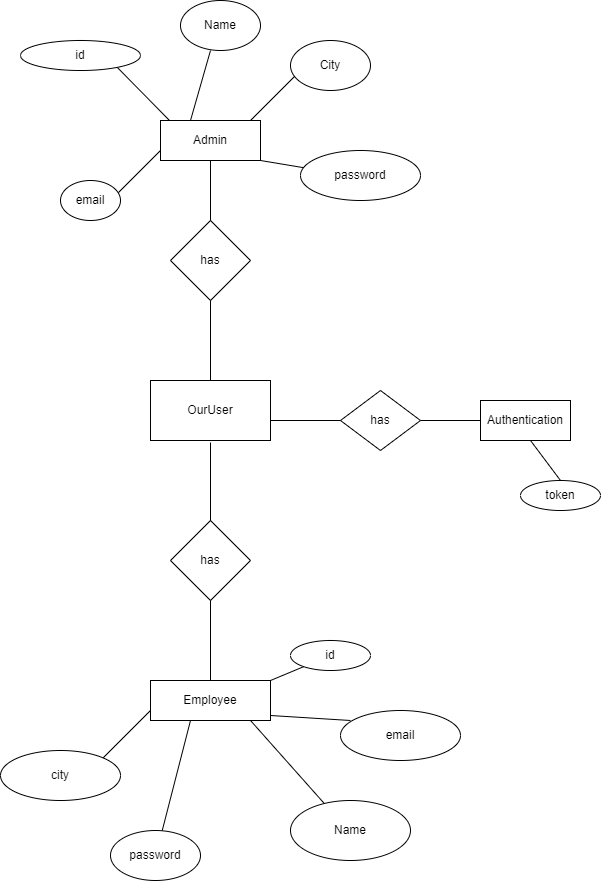 Name
id
City
Admin
password
email
has
OurUser
has
Authentication
token
has
id
Employee
email
city
Name
password